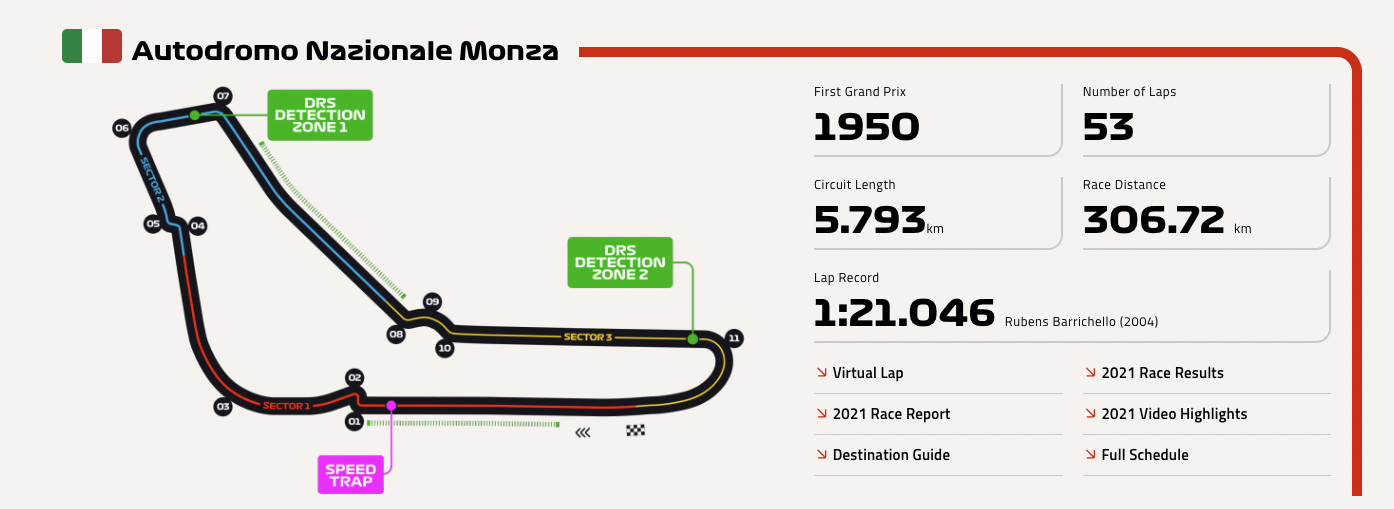 Autodromo Nazionale Monza
07
DRS
DETECTION
ZONE 1
06
SECTOR 2
05
04
DRS
DETECTION
ZONE 2
09
08
10
SECTOR 3
11
02
03
SECTOR 1
01
SPEED
TRAP
First Grand Prix
1950
Number of Laps
53
Circuit Length
5.793km
Race Distance
306.72 km
Lap Record
1:21.046 Rubens Barrichello (2004)
Virtual Lap
2021 Race Results
2021 Race Report
2021 Video Highlights
Destination Guide
Full Schedule